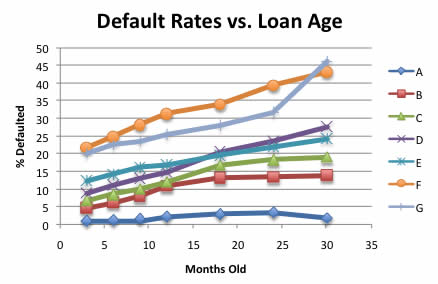 Default Rates vs. Loan Age
50
45
40
35
30
25
20
15
10
5
0
% Defaulted
0 5 10 15 20 25 30 35
Months Old
A
B
C
D
E
F
G